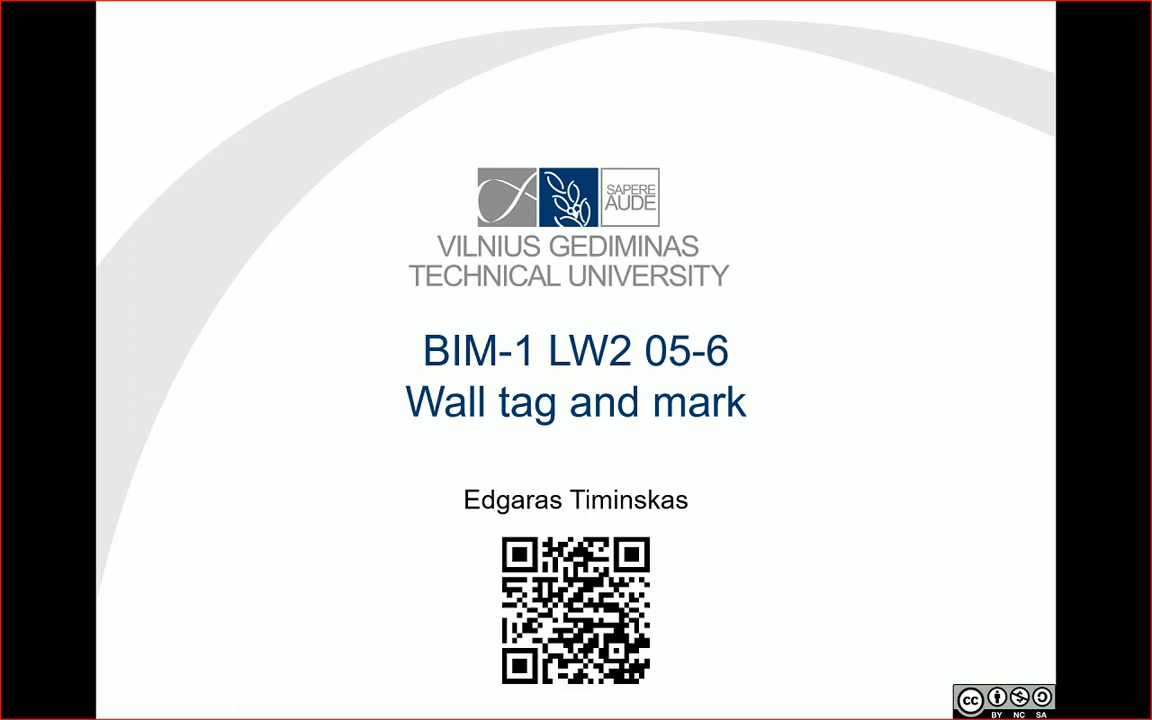 SAPERE
AUDE
VILNIUS GEDIMINAS
TECHNICAL UNIVERSITY
BIM-1 LW2 05-6
Wall tag and mark
Edgaras Timinskas
cc
BY NC SA